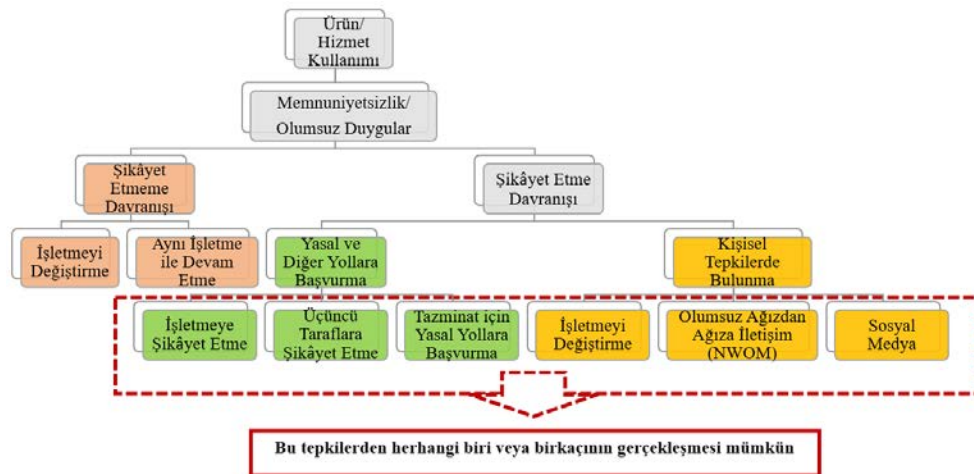 Ürün/
Hizmet
Kullanımı
Memnuniyetsizlik/
Olumsuz Duygular
Şikâyet
Etmeme
Davranışı
Şikâyet Etme
Davranışı
İşletmeyi
Değiştirme
Aynı İşletme
ile Devam
Etme
Yasal ve
Diğer Yollara
Başvurma
Kişisel
Tepkilerde
Bulunma
İşletmeye
Şikâyet Etme
Üçüncü
Taraflara
Şikâyet Etme
Tazminat için
Yasal Yollara
Başvurma
İşletmeyi
Değiştirme
Olumsuz Ağızdan
Ağıza İletişim
(NWOM)
Sosyal
Medya
Bu tepkilerden herhangi biri veya birkaçının gerçekleşmesi mümkün